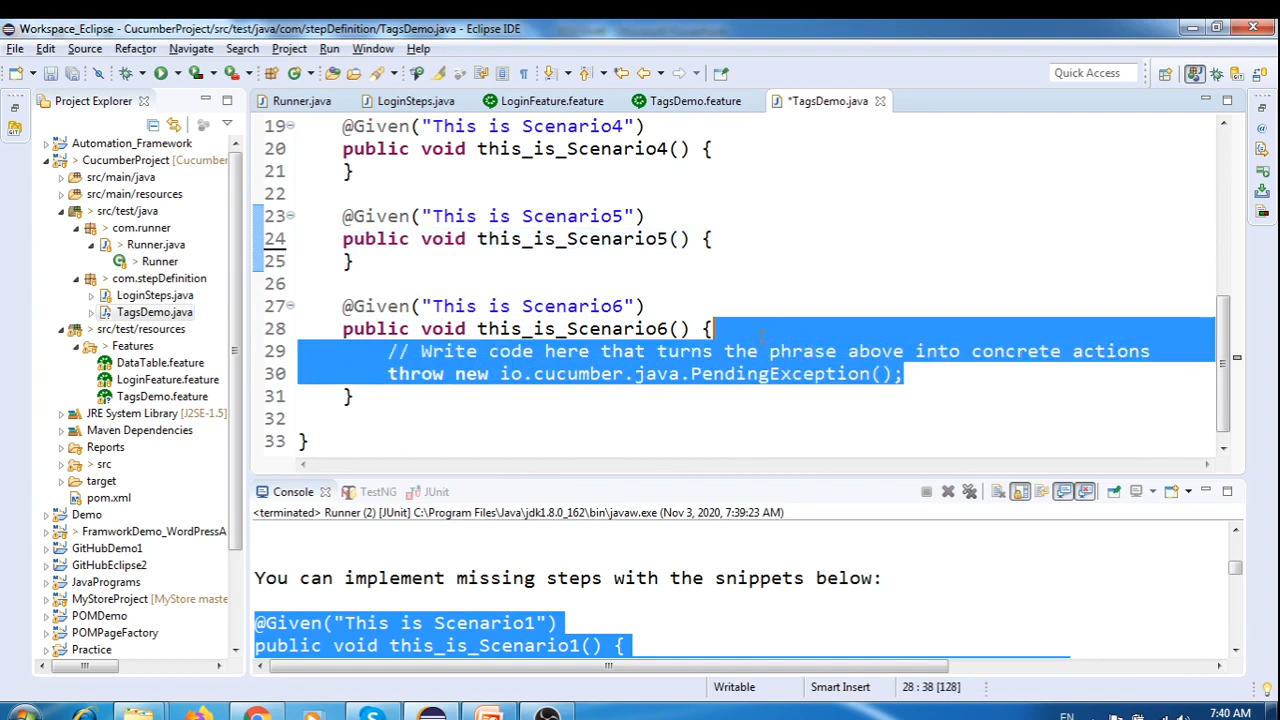 Workspace_Eclipse - CucumberProject/src/test/java/com/stepDefinition/TagsDemo.java - Eclipse IDE
File Edit Source Refactor Navigate Search Project Run Window Help
Quick Access
Project Explorer
Runner.java LoginSteps.java LoginFeature.feature TagsDemo.feature *TagsDemo.java
Automation_Framework
CucumberProject [Cucumber
src/main/java
src/main/resources
src/test/java
com.runner
> Runner.java
> Runner
com.stepDefinition
LoginSteps.java
TagsDemo.java
> src/test/resources
> Features
DataTable.feature
LoginFeature.feature
TagsDemo.feature
JRE System Library [J2SE-1.5]
Maven Dependencies
Reports
> src
target
pom.xml
Demo
> FramworkDemo_WordPressA
GitHubDemo1
GitHubEclipse2
JavaPrograms
MyStoreProject [MyStore maste
POMDemo
POMPageFactory
Practice
19 @Given("This is Scenario4")
20 public void this_is_Scenario4() {
21 }
22
23 @Given("This is Scenario5")
24 public void this_is_Scenario5() {
25 }
26
27 @Given("This is Scenario6")
28 public void this_is_Scenario6() {
29 // Write code here that turns the phrase above into concrete actions
30 throw new io.cucumber.java.PendingException();
31 }
32
33 }
Console TestNG JUnit
<terminated> Runner (2) [JUnit] C:\Program Files\Java\jdk1.8.0_162\bin\javaw.exe (Nov 3, 2020, 7:39:23 AM)
You can implement missing steps with the snippets below:
@Given("This is Scenario1")
public void this_is_Scenario1() {
Writable Smart Insert 28 : 38 [128]
EN 7:40 AM